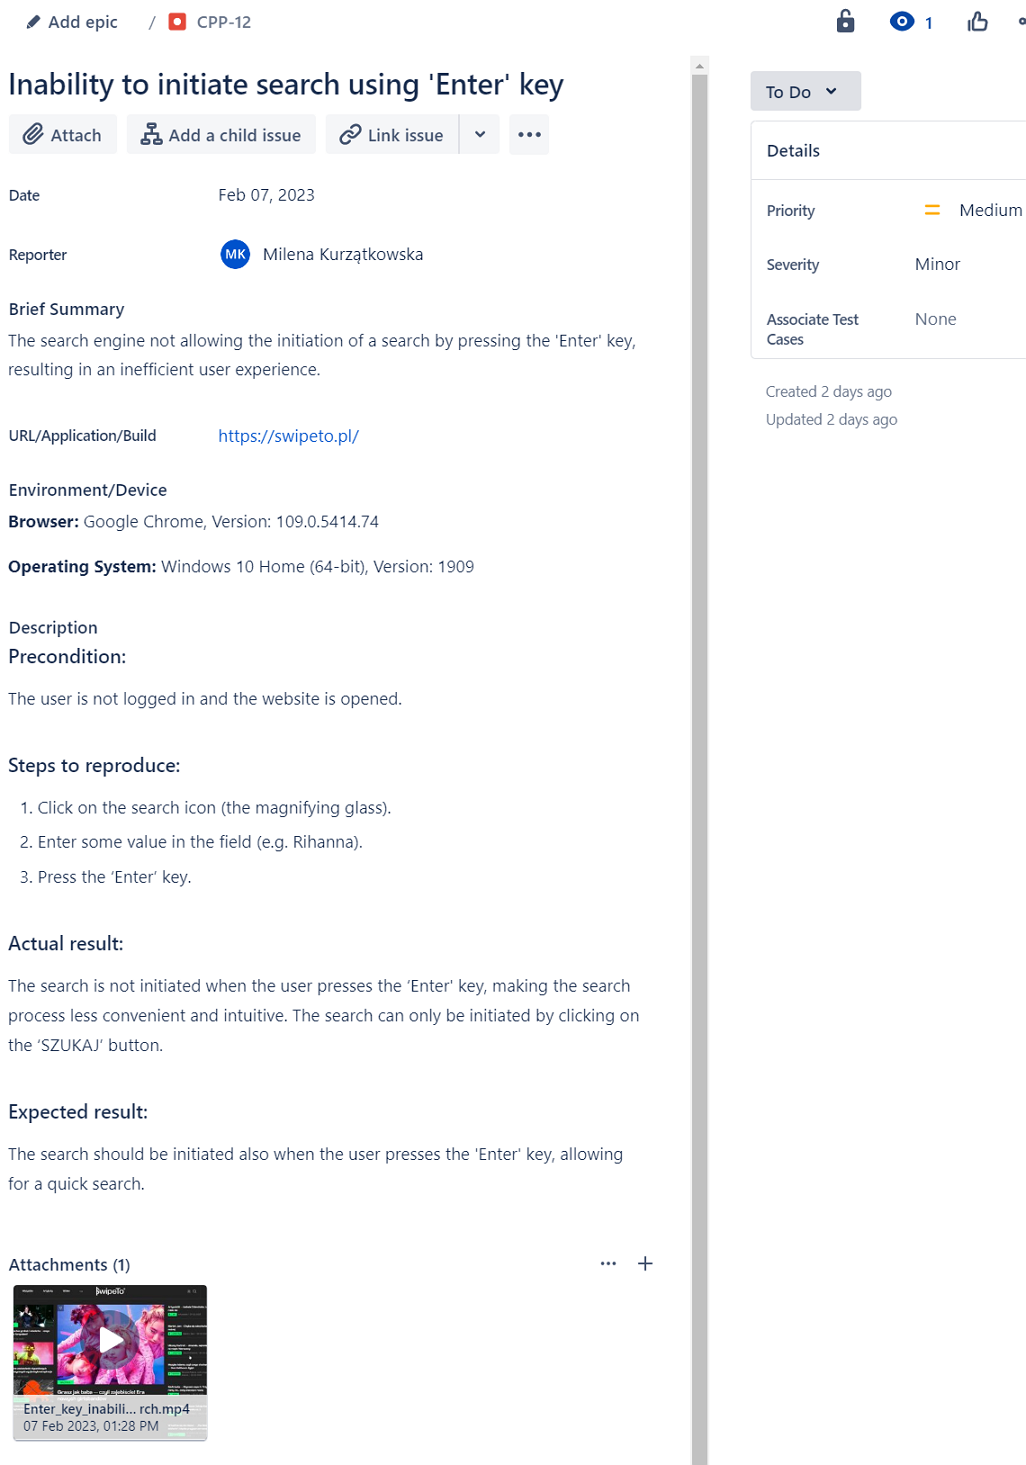 Add epic / CPP-12
1
Inability to initiate search using 'Enter' key
To Do
Attach
Add a child issue
Link issue
Details
Date Feb 07, 2023
Priority Medium
Reporter MK Milena Kurzątkowska
Severity Minor
Brief Summary
Associate Test Cases None
The search engine not allowing the initiation of a search by pressing the 'Enter' key,
resulting in an inefficient user experience.
Created 2 days ago
Updated 2 days ago
URL/Application/Build https://swipeto.pl/
Environment/Device
Browser: Google Chrome, Version: 109.0.5414.74
Operating System: Windows 10 Home (64-bit), Version: 1909
Description
Precondition:
The user is not logged in and the website is opened.
Steps to reproduce:
1. Click on the search icon (the magnifying glass).
2. Enter some value in the field (e.g. Rihanna).
3. Press the ‘Enter’ key.
Actual result:
The search is not initiated when the user presses the ‘Enter' key, making the search
process less convenient and intuitive. The search can only be initiated by clicking on
the ‘SZUKAJ’ button.
Expected result:
The search should be initiated also when the user presses the 'Enter' key, allowing
for a quick search.
Attachments (1)
SwipeTo
Grasz jak beba — czyli najebiści Era
Enter_key_inabili... rch.mp4
07 Feb 2023, 01:28 PM